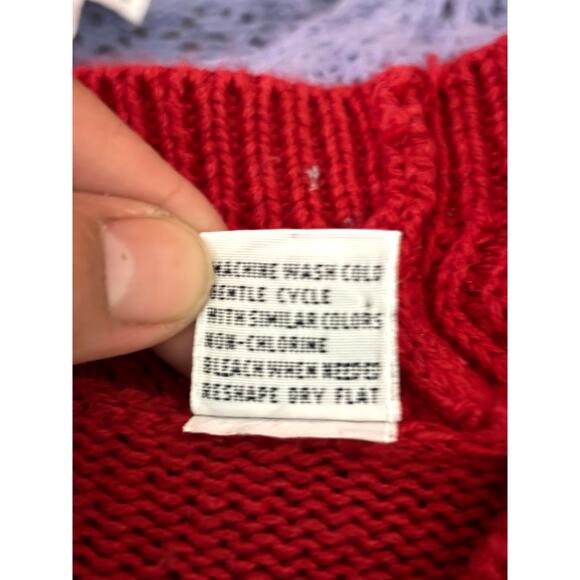 MACHINE WASH COLD
GENTLE CYCLE
WITH SIMILAR COLORS
NON-CHLORINE
BLEACH WHEN NEEDED
RESHAPE DRY FLAT